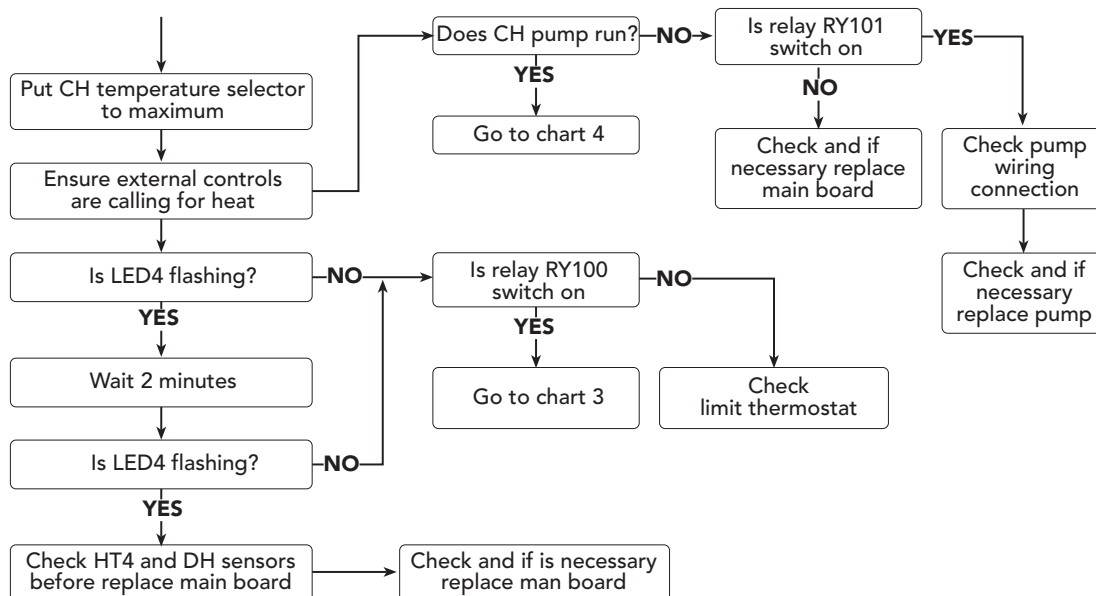 Does CH pump run?
NO
Is relay RY101
switch on
YES
YES
NO
Put CH temperature selector
to maximum
Go to chart 4
Check and if
necessary replace
main board
Check pump
wiring
connection
Ensure external controls
are calling for heat
Is LED4 flashing?
NO
Is relay RY100
switch on
NO
Check and if
necessary
replace pump
YES
YES
Wait 2 minutes
Go to chart 3
Check
limit thermostat
Is LED4 flashing?
NO
YES
Check HT4 and DH sensors
before replace main board
Check and if is necessary
replace man board